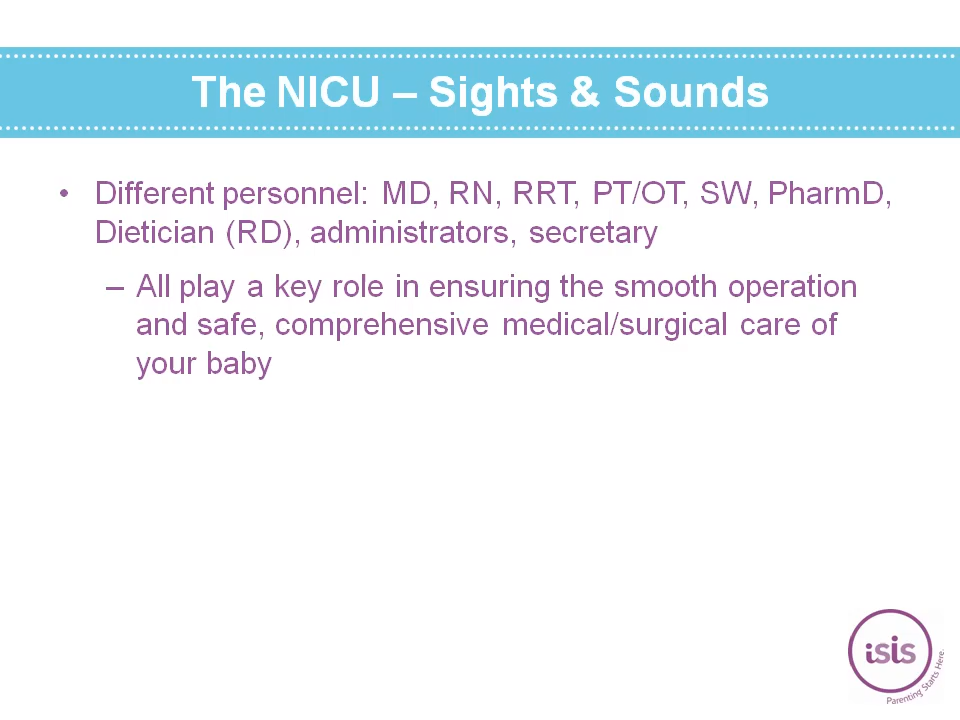 The NICU – Sights & Sounds
• Different personnel: MD, RN, RRT, PT/OT, SW, PharmD,
Dietician (RD), administrators, secretary
– All play a key role in ensuring the smooth operation
and safe, comprehensive medical/surgical care of
your baby
isis
Parenting Starts Here.